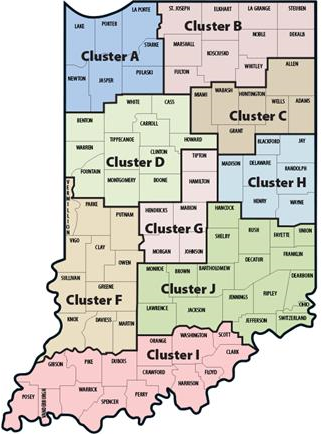 LA PORTE
ST. JOSEPH
ELKHART
LA GRANGE
STEUBEN
LAKE
PORTER
Cluster B
NOBLE
DEKALB
STARKE
MARSHALL
KOSCIUSKO
Cluster A
WHITLEY
ALLEN
NEWTON
JASPER
PULASKI
FULTON
MIAMI
WABASH
HUNTINGTON
WELLS
ADAMS
Cluster C
WHITE
CASS
GRANT
BENTON
CARROLL
TIPPECANOE
HOWARD
BLACKFORD
JAY
WARREN
CLINTON
TIPTON
MADISON
DELAWARE
RANDOLPH
Cluster D
FOUNTAIN
MONTGOMERY
BOONE
HAMILTON
Cluster H
HENRY
WAYNE
VERMILLION
PARKE
PUTNAM
HENDRICKS
MARION
HANCOCK
Cluster G
SHELBY
RUSH
FAYETTE
UNION
VIGO
CLAY
MORGAN
JOHNSON
FRANKLIN
OWEN
DECATUR
SULLIVAN
GREENE
MONROE
BROWN
BARTHOLOMEW
DEARBORN
Cluster J
RIPLEY
Cluster F
JENNINGS
OHIO
LAWRENCE
JACKSON
SWITZERLAND
KNOX
DAVIESS
MARTIN
JEFFERSON
ORANGE
WASHINGTON
SCOTT
Cluster I
CLARK
GIBSON
PIKE
DUBOIS
CRAWFORD
FLOYD
HARRISON
POSEY
VANDERBURGH
WARRICK
SPENCER
PERRY